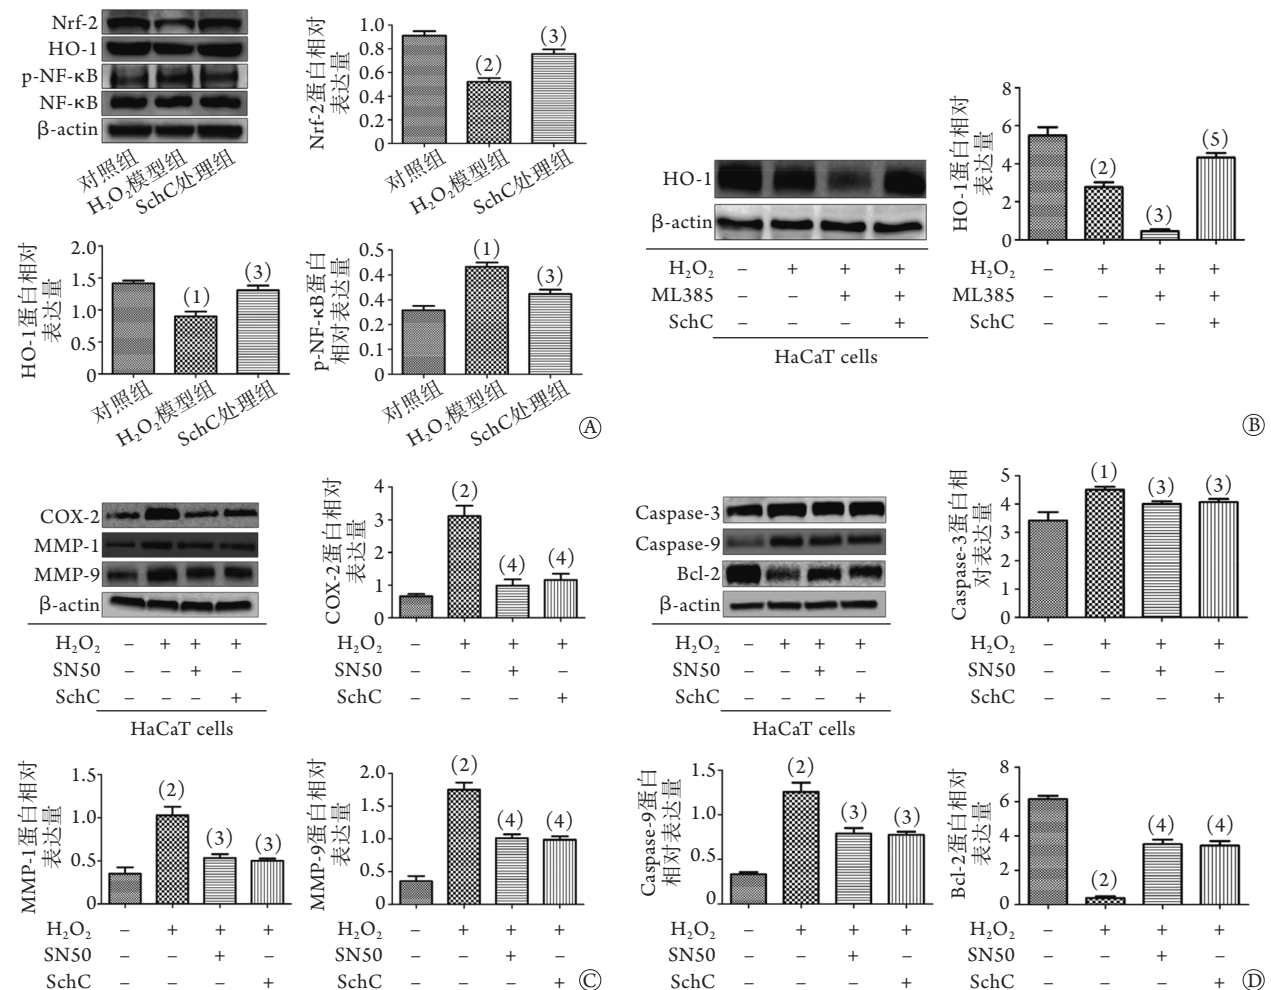 Nrf-2
HO-1
p-NF-κB
NF-κB
β-actin
对照组
H₂O₂模型组
SchC处理组
Nrf-2蛋白相对
表达量
1.0
0.8
0.6
0.4
0.2
0
(2)
(3)
对照组
H₂O₂模型组
SchC处理组
HO-1蛋白相对
表达量
2.0
1.5
1.0
0.5
0
(1)
(3)
对照组
H₂O₂模型组
SchC处理组
p-NF-κB蛋白
相对表达量
0.5
0.4
0.2
0.1
0
(1)
(3)
对照组
H₂O₂模型组
SchC处理组
Ⓐ
HO-1
β-actin
H₂O₂ – + + +
ML385 – – + +
SchC – – – +
HaCaT cells
HO-1蛋白相对
表达量
8
6
4
2
0
(2)
(3)
(5)
H₂O₂ – + + +
ML385 – – + +
SchC – – – +
Ⓑ
COX-2
MMP-1
MMP-9
β-actin
H₂O₂ – + + +
SN50 – – + –
SchC – – – +
HaCaT cells
COX-2蛋白相对
表达量
4
3
2
1
0
(2)
(4)
(4)
H₂O₂ – + + +
SN50 – – + –
SchC – – – +
MMP-1蛋白相对
表达量
1.5
1.0
0.5
0
(2)
(3)
(3)
H₂O₂ – + + +
SN50 – – + –
SchC – – – +
MMP-9蛋白相对
表达量
2.0
1.5
1.0
0.5
0
(2)
(4)
(4)
H₂O₂ – + + +
SN50 – – + –
SchC – – – +
Ⓒ
Caspase-3
Caspase-9
Bcl-2
β-actin
H₂O₂ – + + +
SN50 – – + –
SchC – – – +
HaCaT cells
Caspase-3蛋白相
对表达量
5
4
3
2
1
0
(1)
(3)
(3)
H₂O₂ – + + +
SN50 – – + –
SchC – – – +
Caspase-9蛋白
相对表达量
1.5
1.0
0.5
0
(2)
(3)
(3)
H₂O₂ – + + +
SN50 – – + –
SchC – – – +
Bcl-2蛋白相对
表达量
8
6
4
2
0
(2)
(4)
(4)
H₂O₂ – + + +
SN50 – – + –
SchC – – – +
Ⓓ